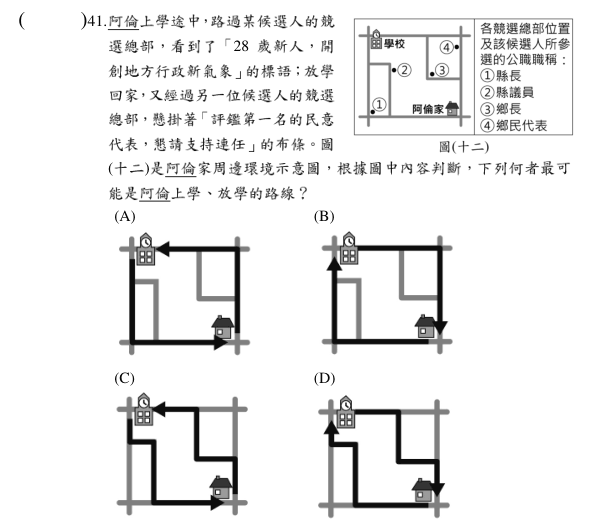 (　　)41.阿倫上學途中，路過某候選人的競
選總部，看到了「28 歲新人，開
創地方行政新氣象」的標語；放學
回家，又經過另一位候選人的競選
總部，懸掛著「評鑑第一名的民意
代表，懇請支持連任」的布條。圖
(十二)是阿倫家周邊環境示意圖，根據圖中內容判斷，下列何者最可
能是阿倫上學、放學的路線？
學校
④
②
③
①
阿倫家
各競選總部位置
及該候選人所參
選的公職職稱：
①縣長
②縣議員
③鄉長
④鄉民代表
圖(十二)
(A)
(B)
(C)
(D)